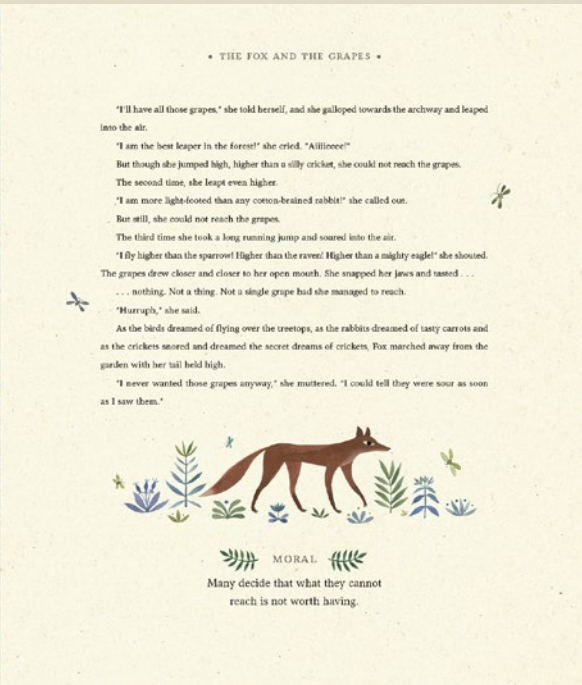 • THE FOX AND THE GRAPES •
"I'll have all those grapes," she told herself, and she galloped towards the archway and leaped
into the air.
"I am the best leaper in the forest!" she cried. "Aiiiieeee!"
But though she jumped high, higher than a silly cricket, she could not reach the grapes.
The second time, she leapt even higher.
"I am more light-footed than any cotton-brained rabbit!" she called out.
But still, she could not reach the grapes.
The third time she took a long running jump and soared into the air.
"I fly higher than the sparrow! Higher than the raven! Higher than a mighty eagle!" she shouted.
The grapes drew closer and closer to her open mouth. She snapped her jaws and tasted . . .
. . . nothing. Not a thing. Not a single grape had she managed to reach.
"Hurruph," she said.
As the birds dreamed of flying over the treetops, as the rabbits dreamed of tasty carrots and
as the crickets snored and dreamed the secret dreams of crickets, Fox marched away from the
garden with her tail held high.
"I never wanted those grapes anyway," she muttered. "I could tell they were sour as soon
as I saw them."
MORAL
Many decide that what they cannot
reach is not worth having.